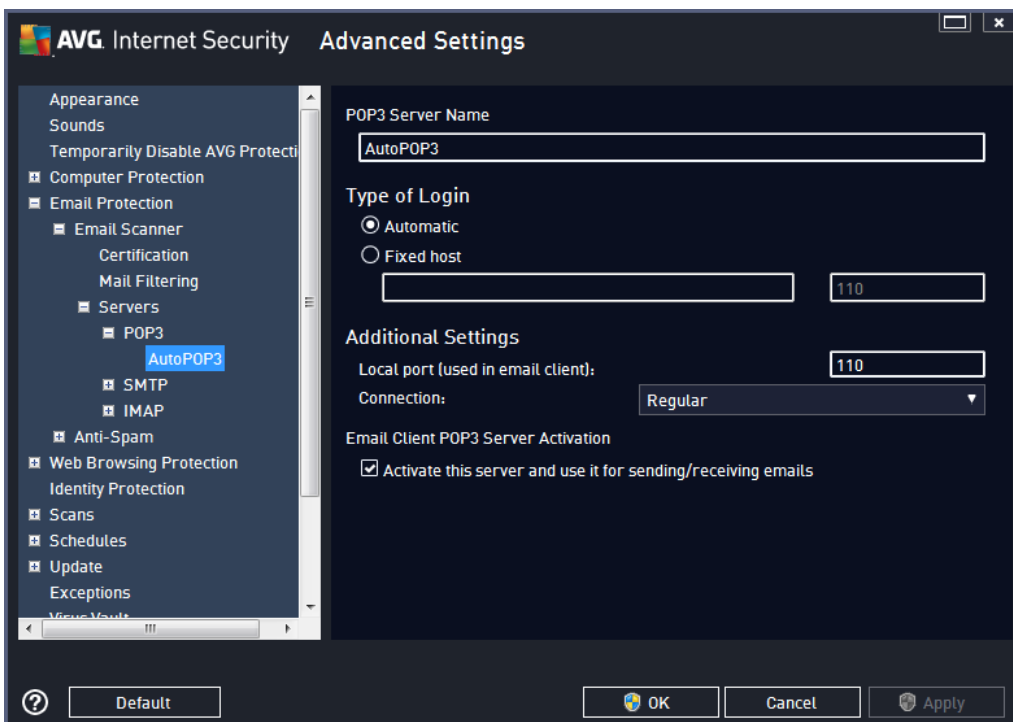 AVG. Internet Security Advanced Settings
Appearance
Sounds
Temporarily Disable AVG Protecti
Computer Protection
Email Protection
Email Scanner
Certification
Mail Filtering
Servers
POP3
AutoPOP3
SMTP
IMAP
Anti-Spam
Web Browsing Protection
Identity Protection
Scans
Schedules
Update
Exceptions
Virus Vault
POP3 Server Name
AutoPOP3
Type of Login
Automatic
Fixed host
110
Additional Settings
Local port (used in email client): 110
Connection: Regular
Email Client POP3 Server Activation
Activate this server and use it for sending/receiving emails
? Default OK Cancel Apply